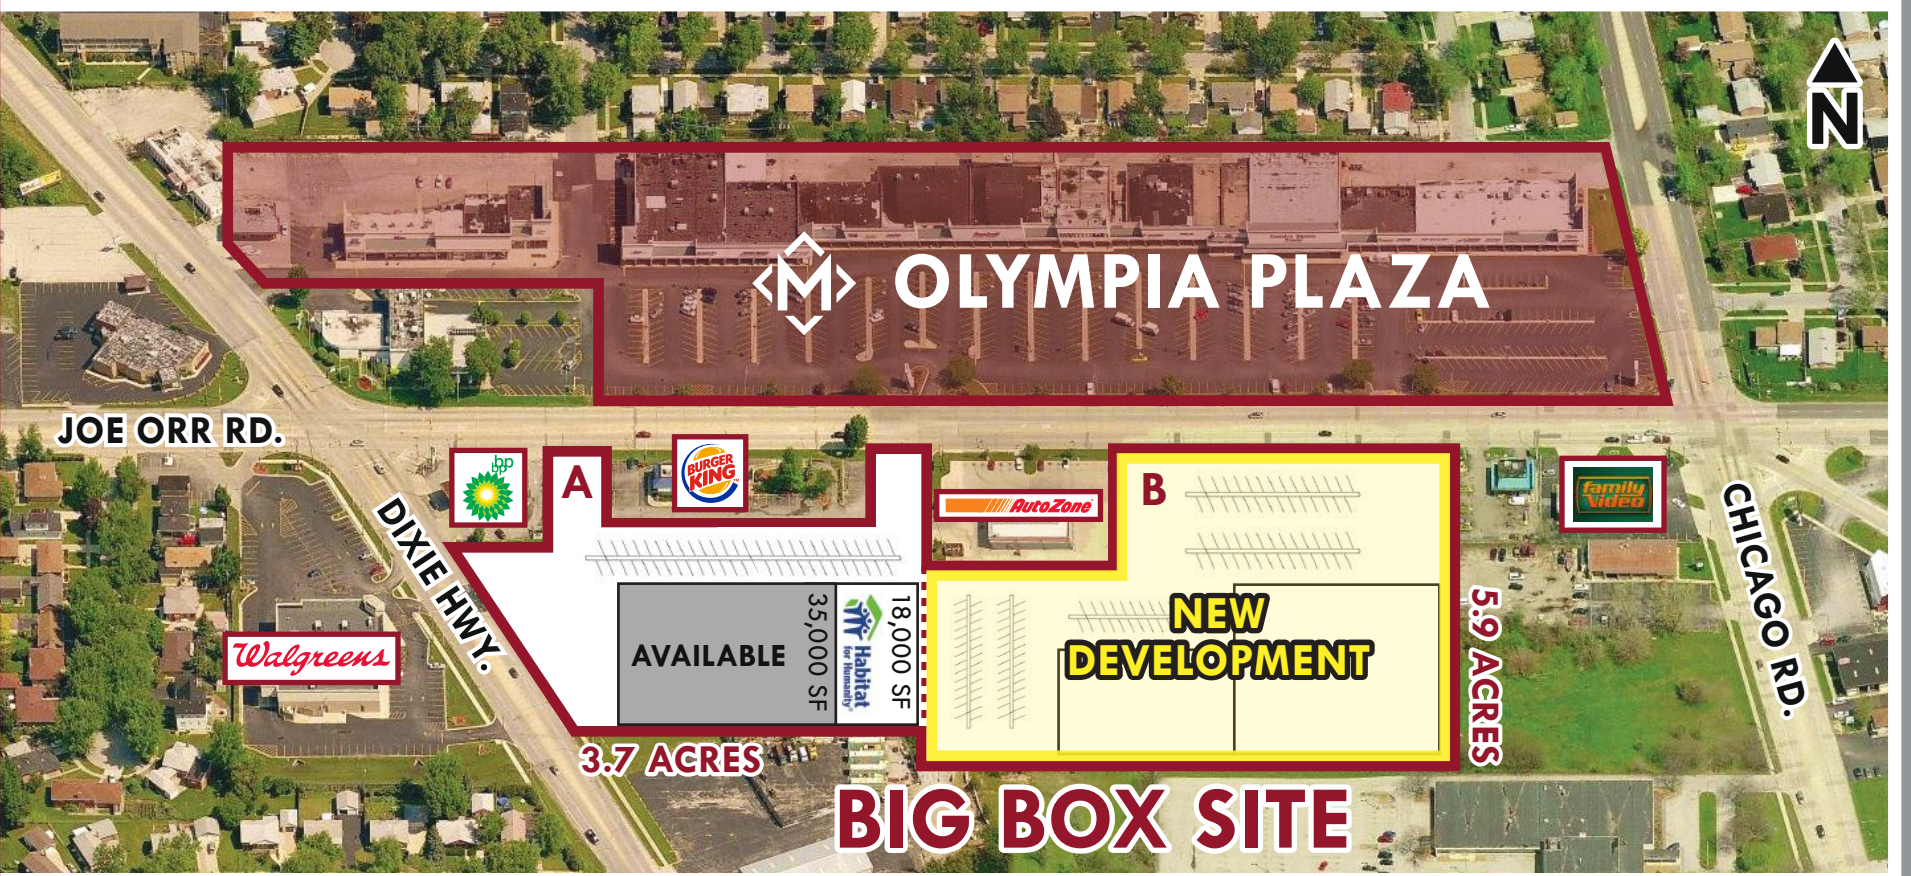 N
M OLYMPIA PLAZA
JOE ORR RD.
bp
A
BURGER
KING
AutoZone
B
family
Video
DIXIE HWY.
CHICAGO RD.
Walgreens
AVAILABLE
35,000 SF
Habitat
for Humanity
18,000 SF
NEW
DEVELOPMENT
5.9 ACRES
3.7 ACRES
BIG BOX SITE